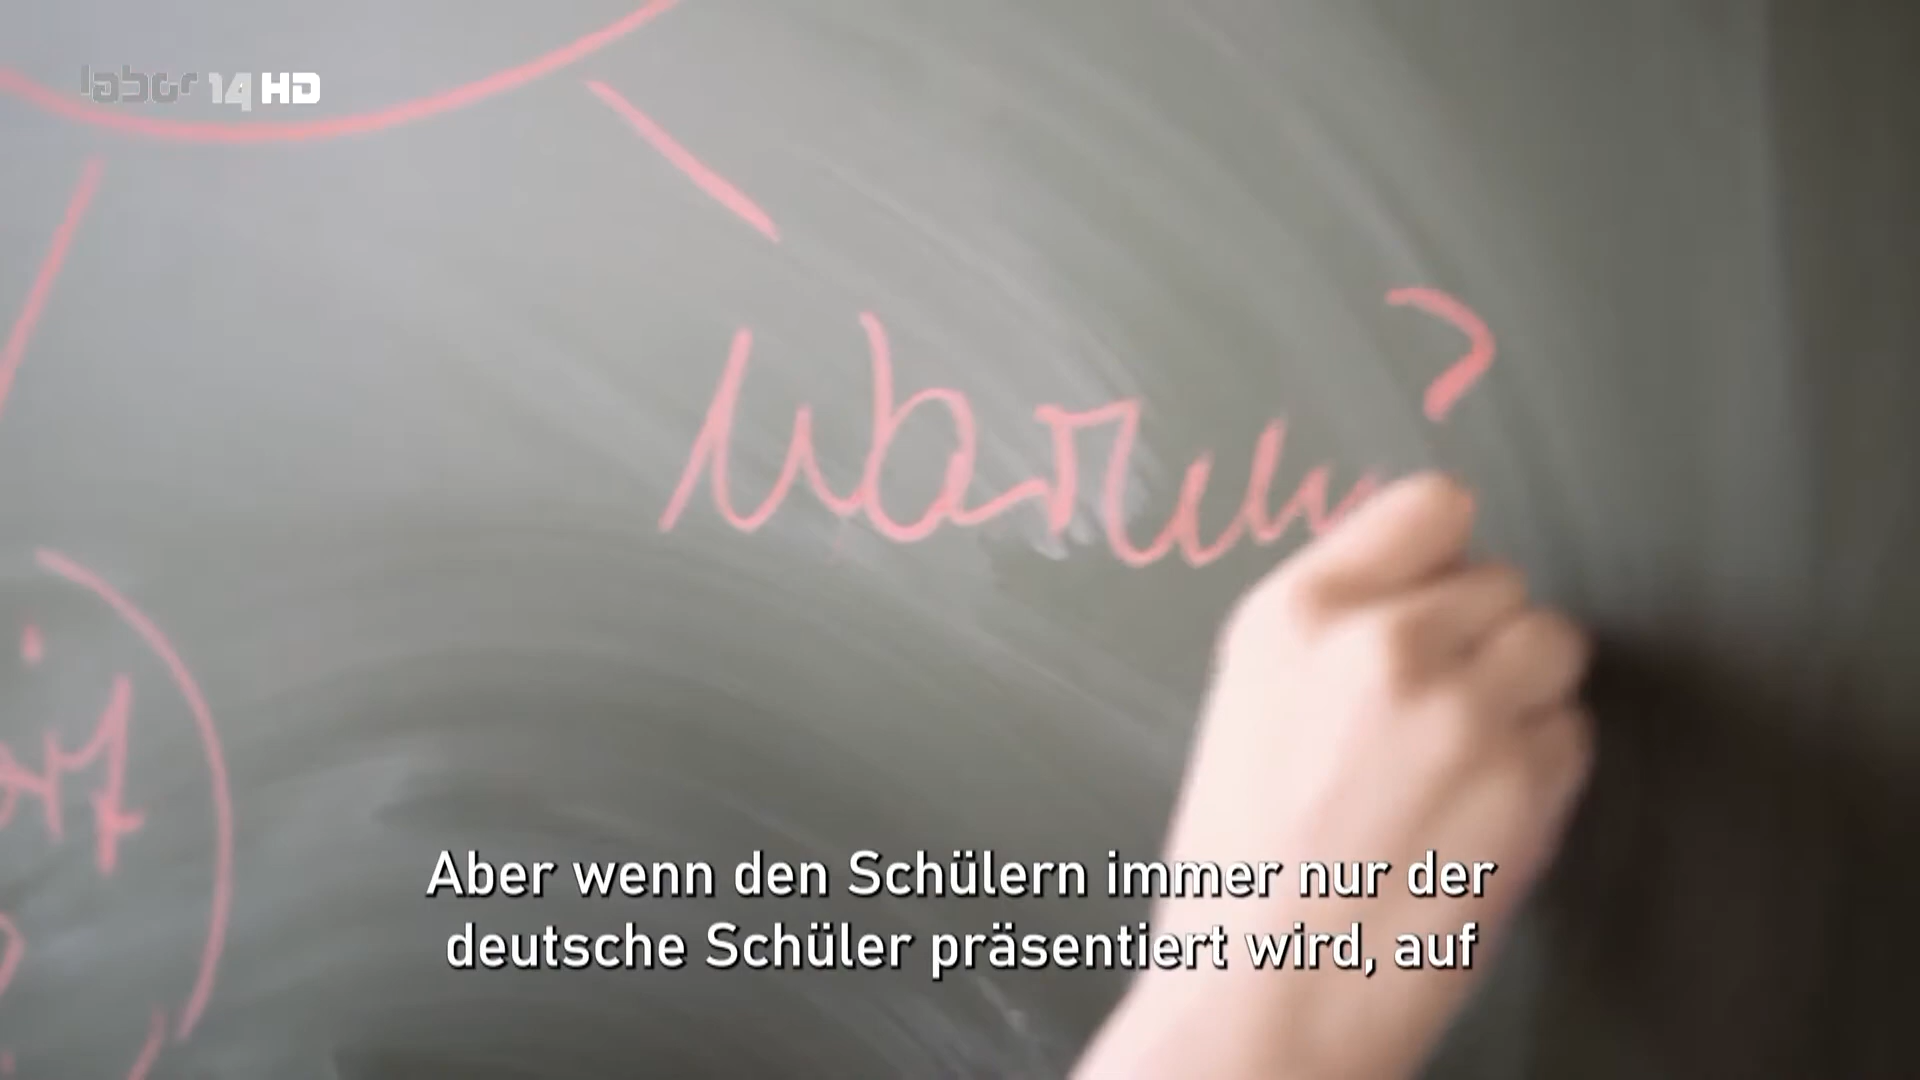 labor 14 HD
Warum?
Aber wenn den Schülern immer nur der
deutsche Schüler präsentiert wird, auf